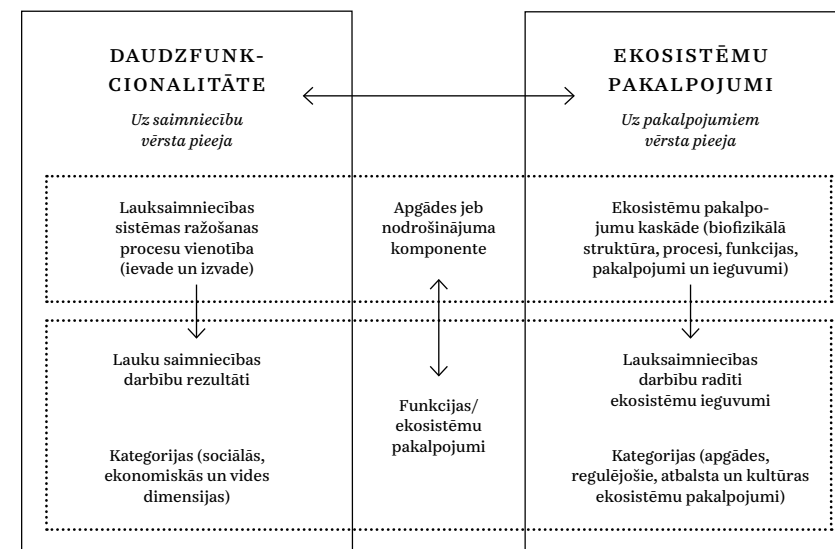 DAUDZFUNK-
CIONALITĀTE
Uz saimniecību
vērsta pieeja
EKOSISTĒMU
PAKALPOJUMI
Uz pakalpojumiem
vērsta pieeja
Lauksaimniecības
sistēmas ražošanas
procesu vienotība
(ievade un izvade)
Apgādes jeb
nodrošinājuma
komponente
Ekosistēmu pakalpo-
jumu kaskāde (biofizikālā
struktūra, procesi, funkcijas,
pakalpojumi un ieguvumi)
Lauku saimniecības
darbību rezultāti
Funkcijas/
ekosistēmu
pakalpojumi
Lauksaimniecības
darbību radīti
ekosistēmu ieguvumi
Kategorijas (sociālās,
ekonomiskās un vides
dimensijas)
Kategorijas (apgādes,
regulējošie, atbalsta un kultūras
ekosistēmu pakalpojumi)